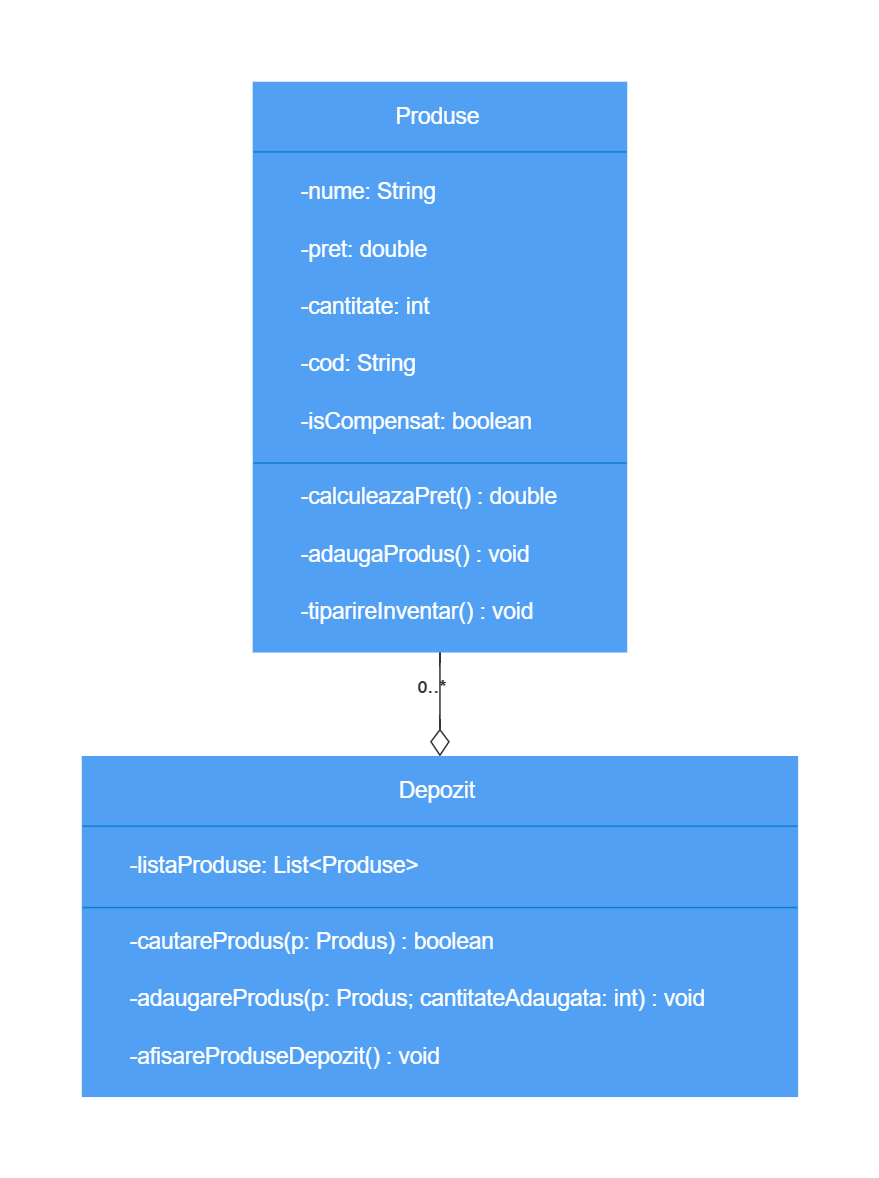 Produse
-nume: String
-pret: double
-cantitate: int
-cod: String
-isCompensat: boolean
-calculeazaPret() : double
-adaugaProdus() : void
-tiparireInventar() : void
0..*
Depozit
-listaProduse: List<Produse>
-cautareProdus(p: Produs) : boolean
-adaugareProdus(p: Produs; cantitateAdaugata: int) : void
-afisareProduseDepozit() : void